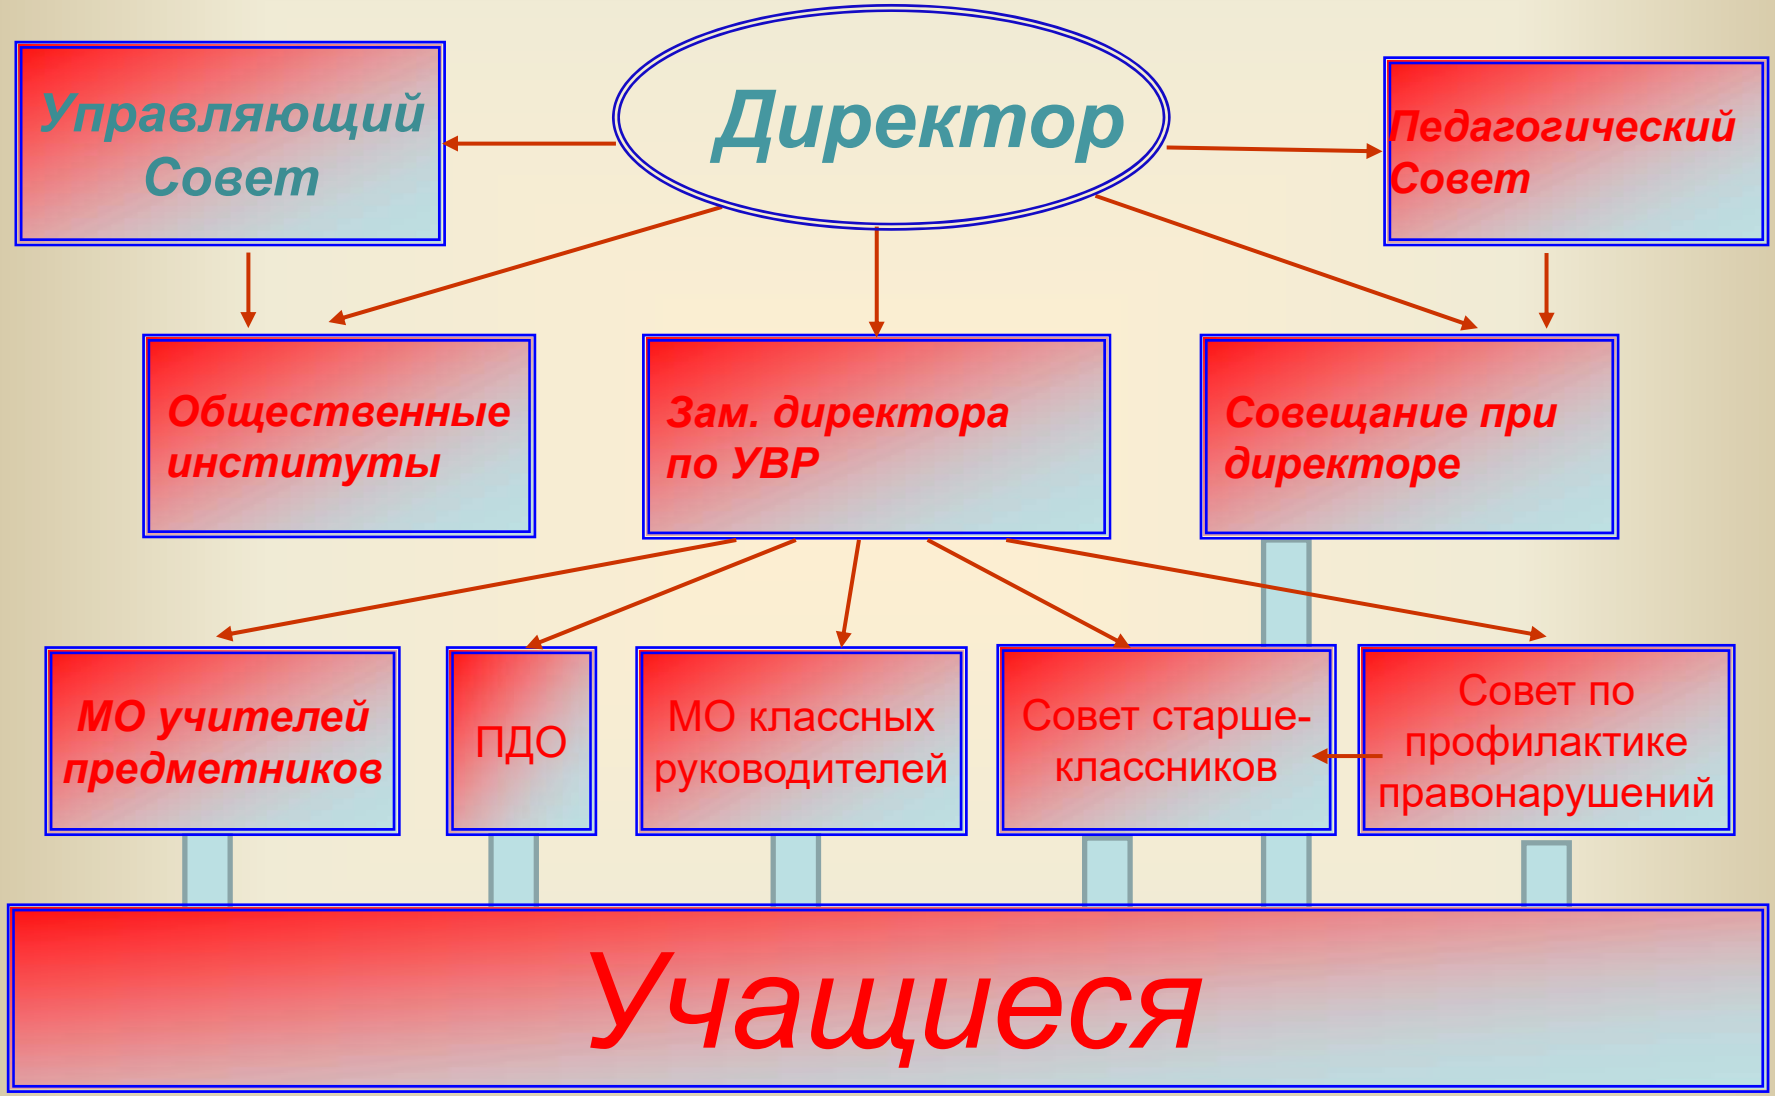 Управляющий
Совет
Директор
Педагогический
Совет
Общественные
институты
Зам. директора
по УВР
Совещание при
директоре
МО учителей
предметников
ПДО
МО классных
руководителей
Совет старше-
классников
Совет по
профилактике
правонарушений
Учащиеся